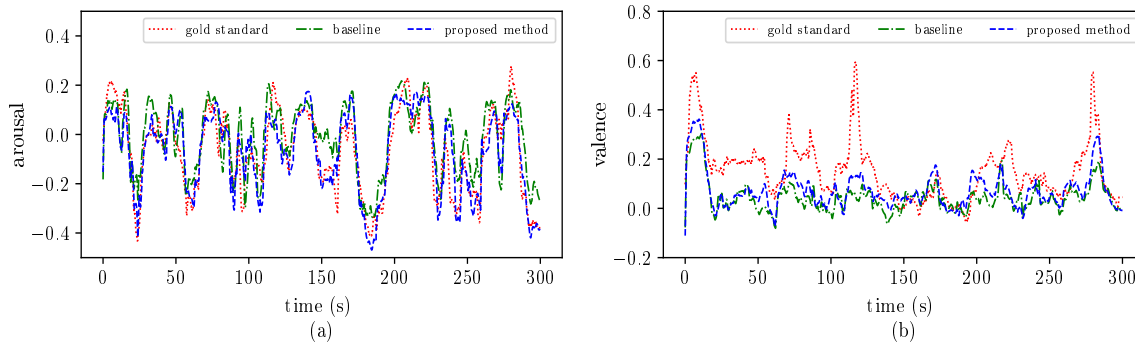 gold standard baseline proposed method
0.4
0.2
0.0
−0.2
−0.4
arousal
0 50 100 150 200 250 300
time (s)
(a)
gold standard baseline proposed method
0.8
0.6
0.4
0.2
0.0
−0.2
valence
0 50 100 150 200 250 300
time (s)
(b)